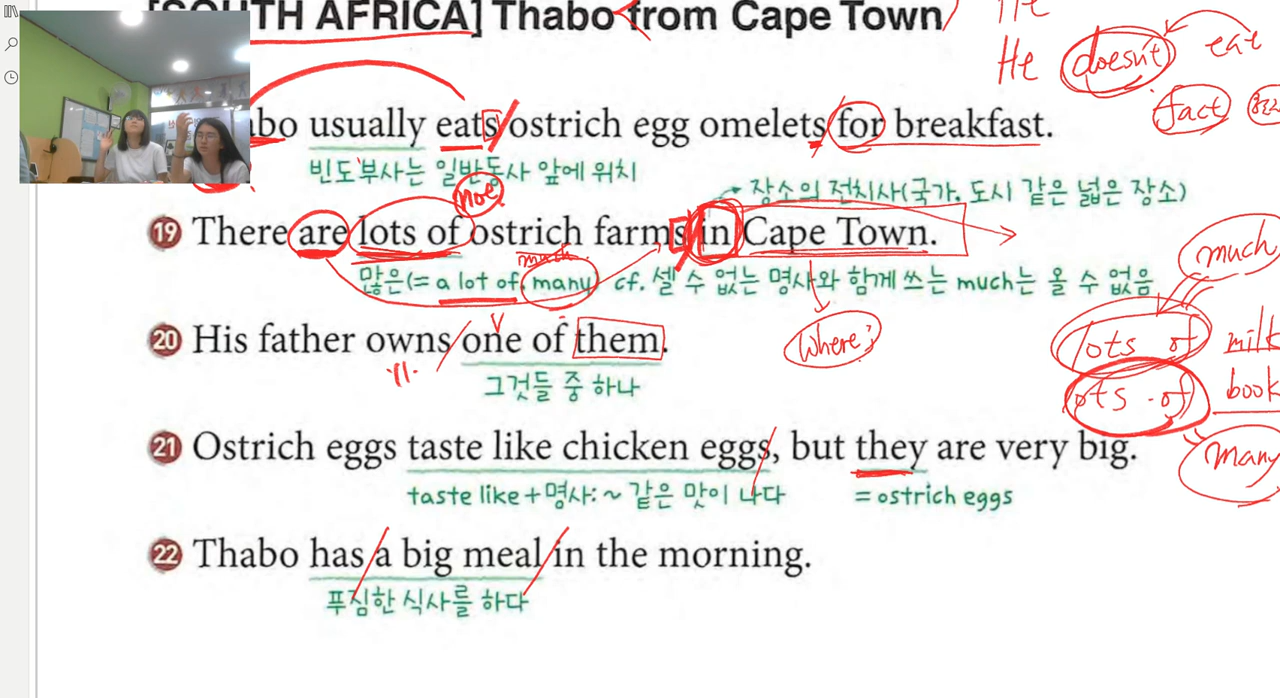 TH AFRICA] Thabo from Cape Town
He
He doesn't eat
fact
bo usually eats ostrich egg omelets for breakfast.
빈도부사는 일반동사 앞에 위치
장소의 전치사(국가, 도시 같은 넓은 장소)
19 There are lots of ostrich farms in Cape Town.
much
much
많은(= a lot of, many) cf. 셀 수 없는 명사와 함께 쓰는 much는 올 수 없음
20 His father owns one of them.
where:
lots of milk
그것들 중 하나
lots of book
21 Ostrich eggs taste like chicken eggs, but they are very big.
many
taste like+명사: ~ 같은 맛이 나다
= ostrich eggs
22 Thabo has a big meal in the morning.
푸짐한 식사를 하다